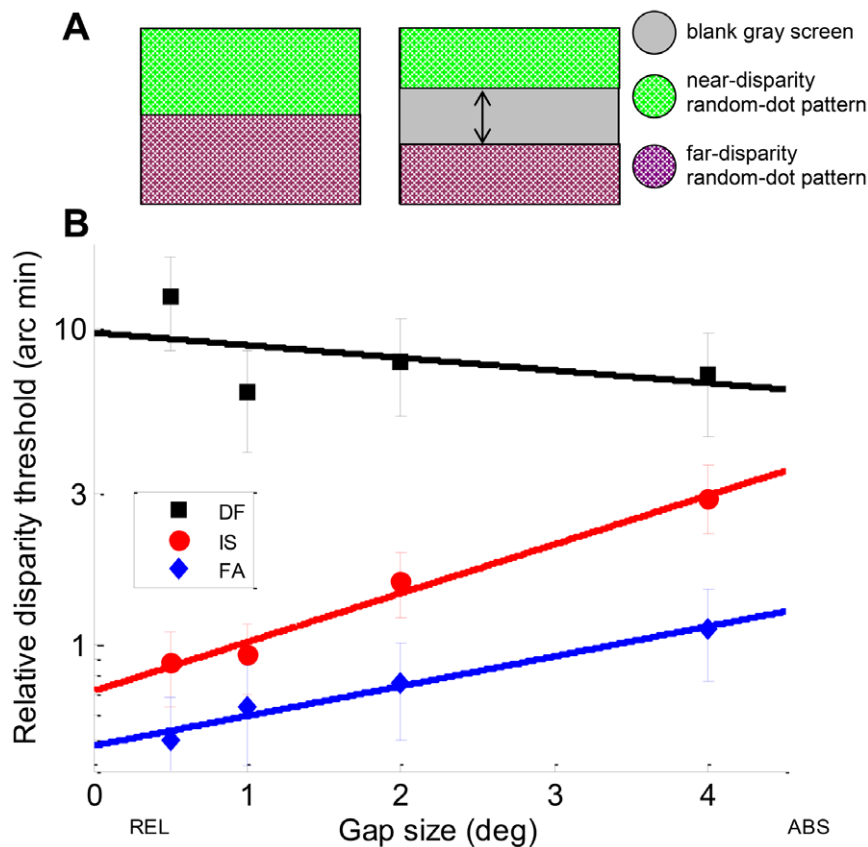 A
blank gray screen
near-disparity
random-dot pattern
far-disparity
random-dot pattern
B
Relative disparity threshold (arc min)
10
3
1
DF
IS
FA
0 1 2 3 4
REL Gap size (deg) ABS